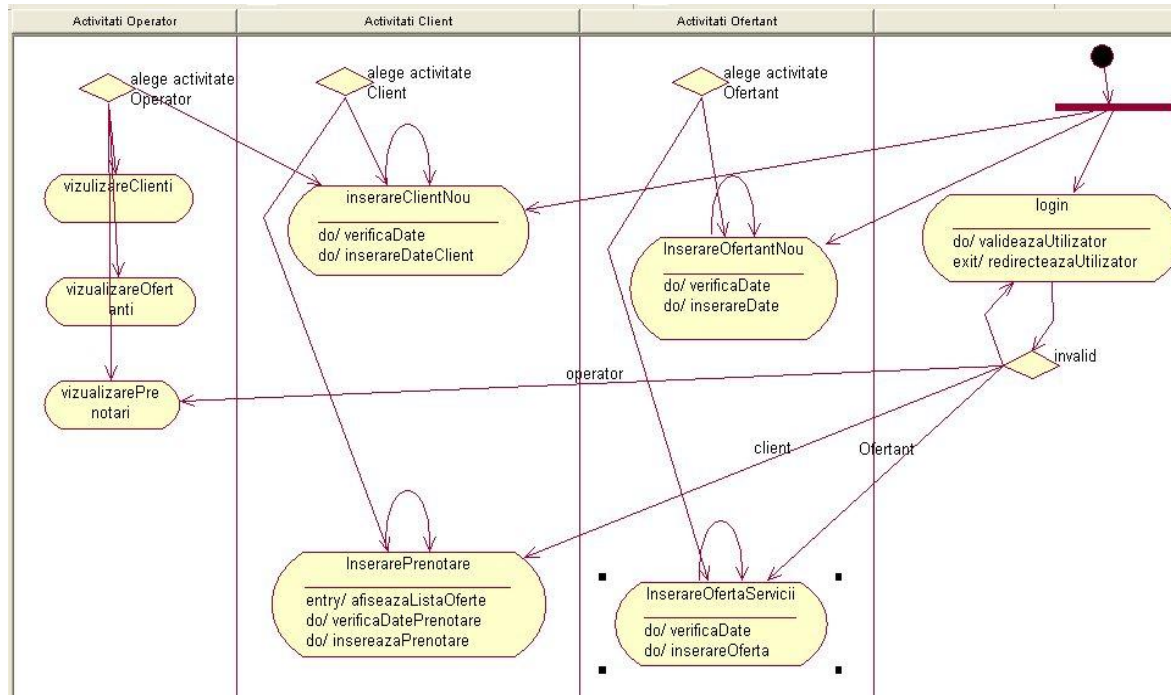 Activitati Operator
Activitati Client
Activitati Ofertant
alege activitate
Operator
alege activitate
Client
alege activitate
Ofertant
vizulizareClienti
inserareClientNou
do/ verificaDate
do/ inserareDateClient
InserareOfertantNou
do/ verificaDate
do/ inserareDate
login
do/ valideazaUtilizator
exit/ redirecteazaUtilizator
vizualizareOfert
anti
invalid
operator
vizualizarePre
notari
client
Ofertant
InserarePrenotare
entry/ afiseazaListaOferte
do/ verificaDatePrenotare
do/ insereazaPrenotare
InserareOfertaServicii
do/ verificaDate
do/ inserareOferta